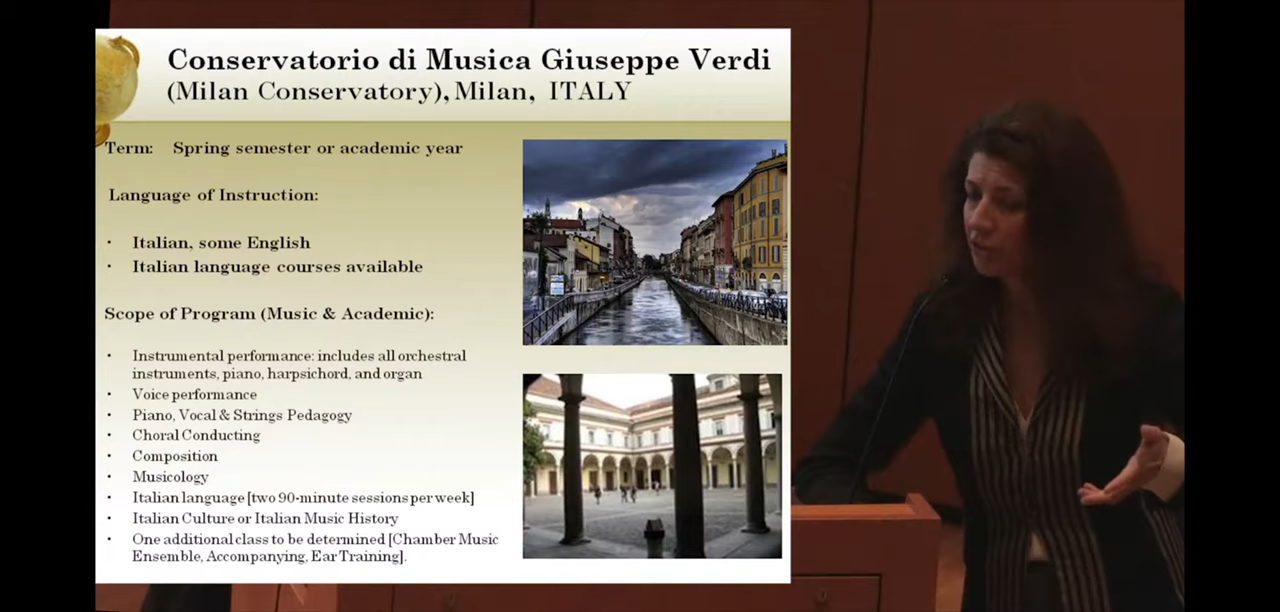 Conservatorio di Musica Giuseppe Verdi
(Milan Conservatory), Milan, ITALY
Term: Spring semester or academic year
Language of Instruction:
· Italian, some English
· Italian language courses available
Scope of Program (Music & Academic):
· Instrumental performance: includes all orchestral
instruments, piano, harpsichord, and organ
· Voice performance
· Piano, Vocal & Strings Pedagogy
· Choral Conducting
· Composition
· Musicology
· Italian language [two 90-minute sessions per week]
· Italian Culture or Italian Music History
· One additional class to be determined [Chamber Music
Ensemble, Accompanying, Ear Training].